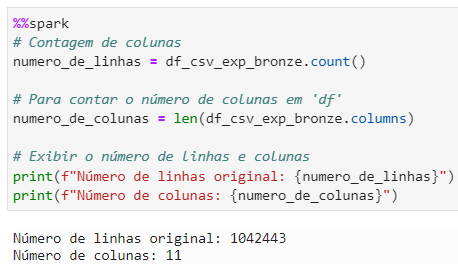 %%spark
# Contagem de colunas
numero_de_linhas = df_csv_exp_bronze.count()
# Para contar o número de colunas em 'df'
numero_de_colunas = len(df_csv_exp_bronze.columns)
# Exibir o número de linhas e colunas
print(f"Número de linhas original: {numero_de_linhas}")
print(f"Número de colunas: {numero_de_colunas}")
Número de linhas original: 1042443
Número de colunas: 11